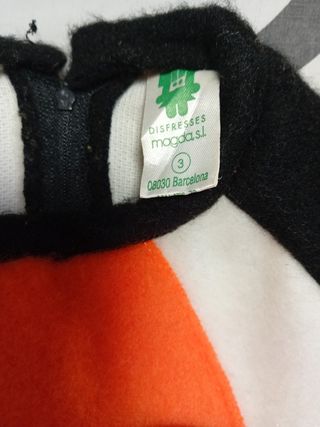 DISFRESSES
magda,s.l.
3
08030 Barcelona